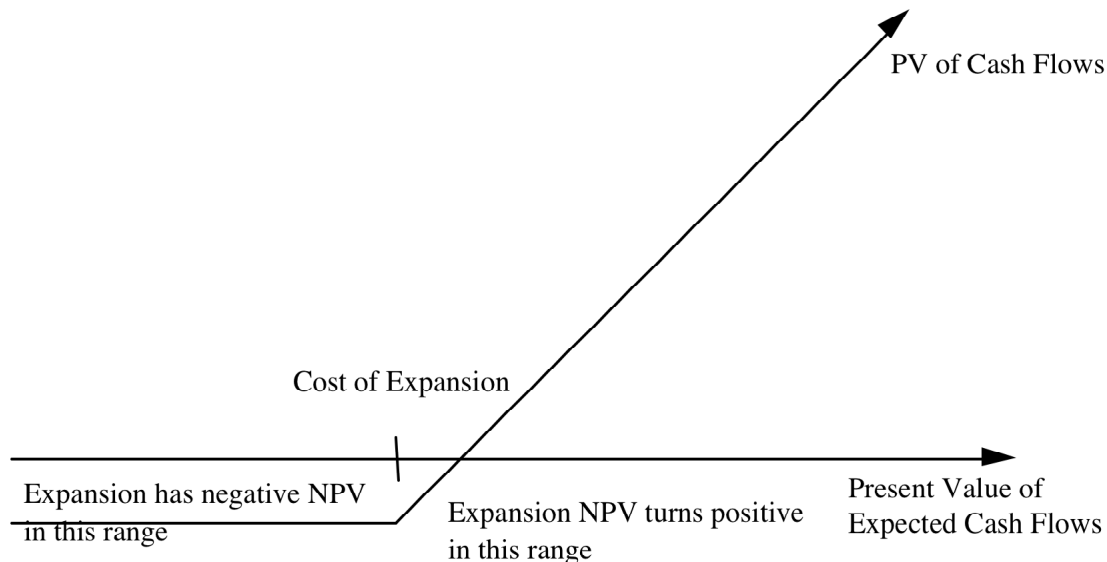 PV of Cash Flows
Cost of Expansion
Expansion has negative NPV
in this range
Expansion NPV turns positive
in this range
Present Value of
Expected Cash Flows